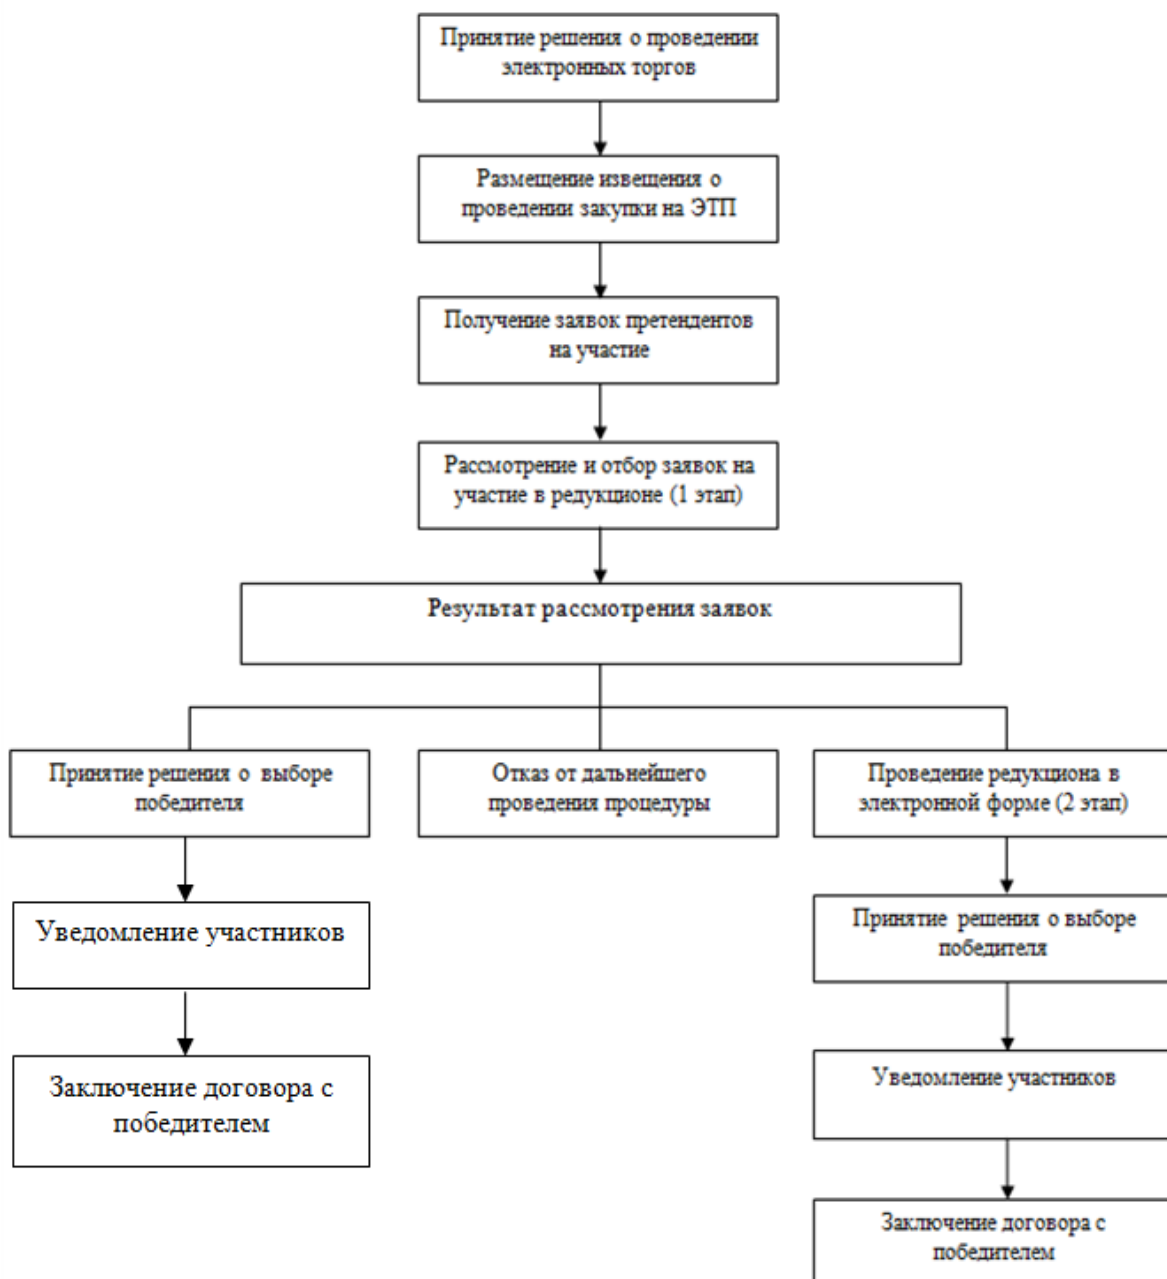 Принятие решения о проведении
электронных торгов
Размещение извещения о
проведении закупки на ЭТП
Получение заявок претендентов
на участие
Рассмотрение и отбор заявок на
участие в редукционе (1 этап)
Результат рассмотрения заявок
Принятие решения о выборе
победителя
Отказ от дальнейшего
проведения процедуры
Проведение редукциона в
электронной форме (2 этап)
Уведомление участников
Принятие решения о выборе
победителя
Заключение договора с
победителем
Уведомление участников
Заключение договора с
победителем